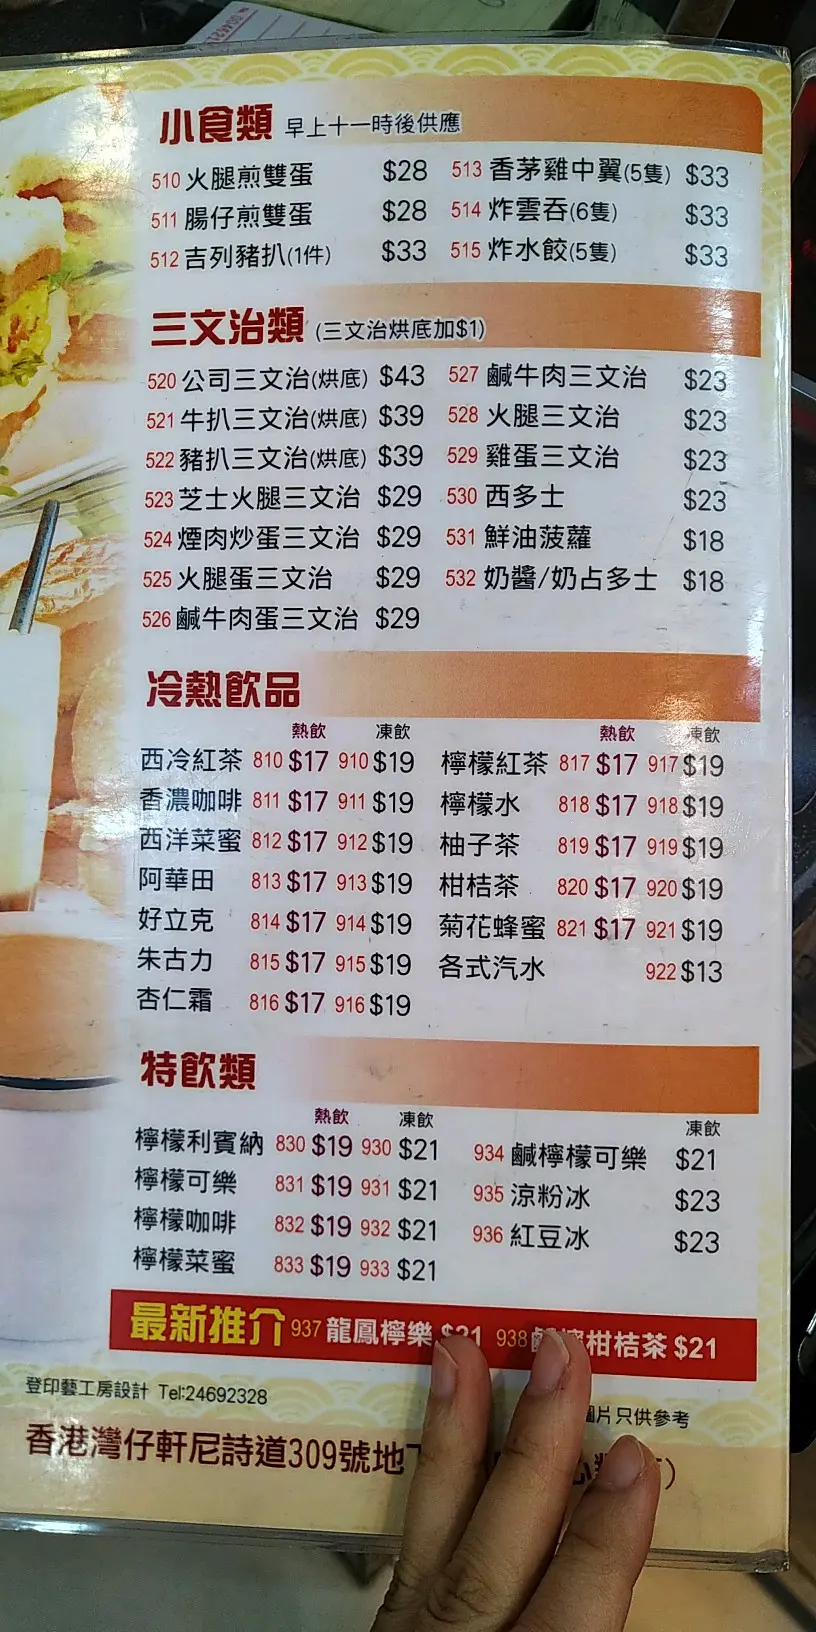 小食類 早上十一時後供應
510 火腿煎雙蛋 $28 513 香茅雞中翼(5隻) $33
511 腸仔煎雙蛋 $28 514 炸雲吞(6隻) $33
512 吉列豬扒(1件) $33 515 炸水餃(5隻) $33
三文治類 (三文治烘底加$1)
520 公司三文治(烘底) $43 527 鹹牛肉三文治 $23
521 牛扒三文治(烘底) $39 528 火腿三文治 $23
522 豬扒三文治(烘底) $39 529 雞蛋三文治 $23
523 芝士火腿三文治 $29 530 西多士 $23
524 煙肉炒蛋三文治 $29 531 鮮油菠蘿 $18
525 火腿蛋三文治 $29 532 奶醬/奶占多士 $18
526 鹹牛肉蛋三文治 $29
冷熱飲品
熱飲 凍飲 熱飲 凍飲
西冷紅茶 810 $17 910 $19 檸檬紅茶 817 $17 917 $19
香濃咖啡 811 $17 911 $19 檸檬水 818 $17 918 $19
西洋菜蜜 812 $17 912 $19 柚子茶 819 $17 919 $19
阿華田 813 $17 913 $19 柑桔茶 820 $17 920 $19
好立克 814 $17 914 $19 菊花蜂蜜 821 $17 921 $19
朱古力 815 $17 915 $19 各式汽水 922 $13
杏仁霜 816 $17 916 $19
特飲類
熱飲 凍飲 凍飲
檸檬利賓納 830 $19 930 $21 934 鹹檸檬可樂 $21
檸檬可樂 831 $19 931 $21 935 涼粉冰 $23
檸檬咖啡 832 $19 932 $21 936 紅豆冰 $23
檸檬菜蜜 833 $19 933 $21
最新推介 937 龍鳳檸樂 $21 938 鹹檸柑桔茶 $21
登印藝工房設計 Tel:24692328
圖片只供參考
香港灣仔軒尼詩道309號地